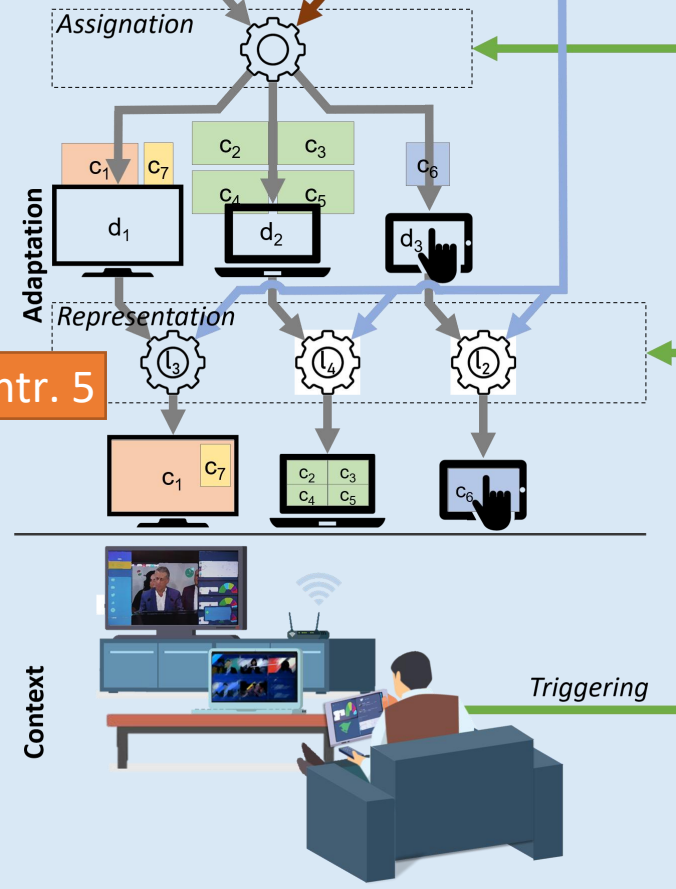 Assignation
c₁
c₇
c₂
c₃
c₄
c₅
c₆
d₁
d₂
d₃
Adaptation
Representation
l₃
l₄
l₂
ntr. 5
c₁
c₇
c₂
c₃
c₄
c₅
c₆
Context
Triggering